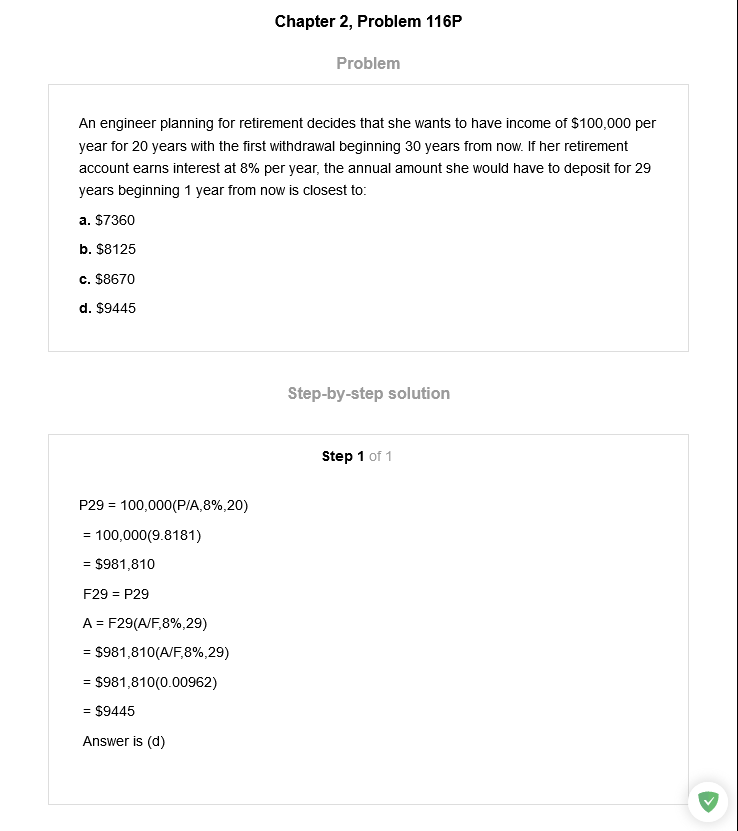 Chapter 2, Problem 116P
Problem
An engineer planning for retirement decides that she wants to have income of $100,000 per
year for 20 years with the first withdrawal beginning 30 years from now. If her retirement
account earns interest at 8% per year, the annual amount she would have to deposit for 29
years beginning 1 year from now is closest to:
a. $7360
b. $8125
c. $8670
d. $9445
Step-by-step solution
Step 1 of 1
P29 = 100,000(P/A,8%,20)
= 100,000(9.8181)
= $981,810
F29 = P29
A = F29(A/F,8%,29)
= $981,810(A/F,8%,29)
= $981,810(0.00962)
= $9445
Answer is (d)